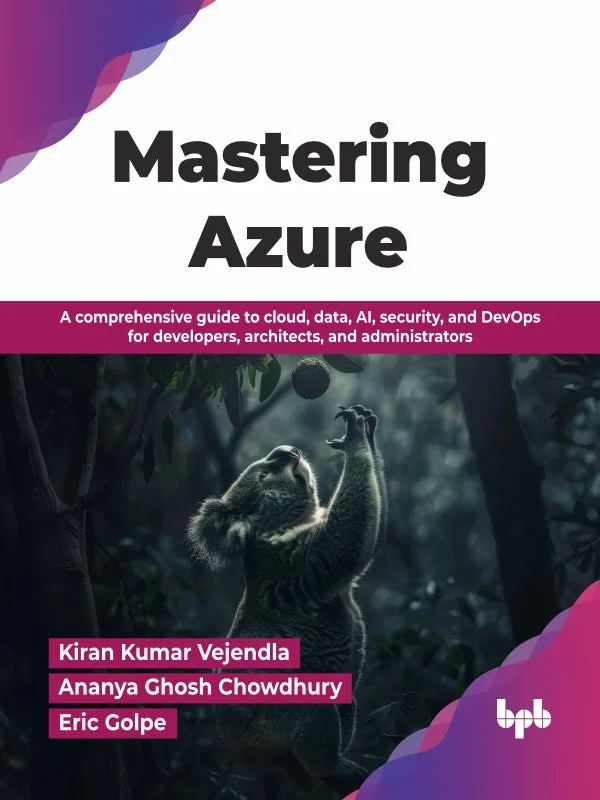 Mastering
Azure
A comprehensive guide to cloud, data, AI, security, and DevOps
for developers, architects, and administrators
Kiran Kumar Vejendla
Ananya Ghosh Chowdhury
Eric Golpe
bpb